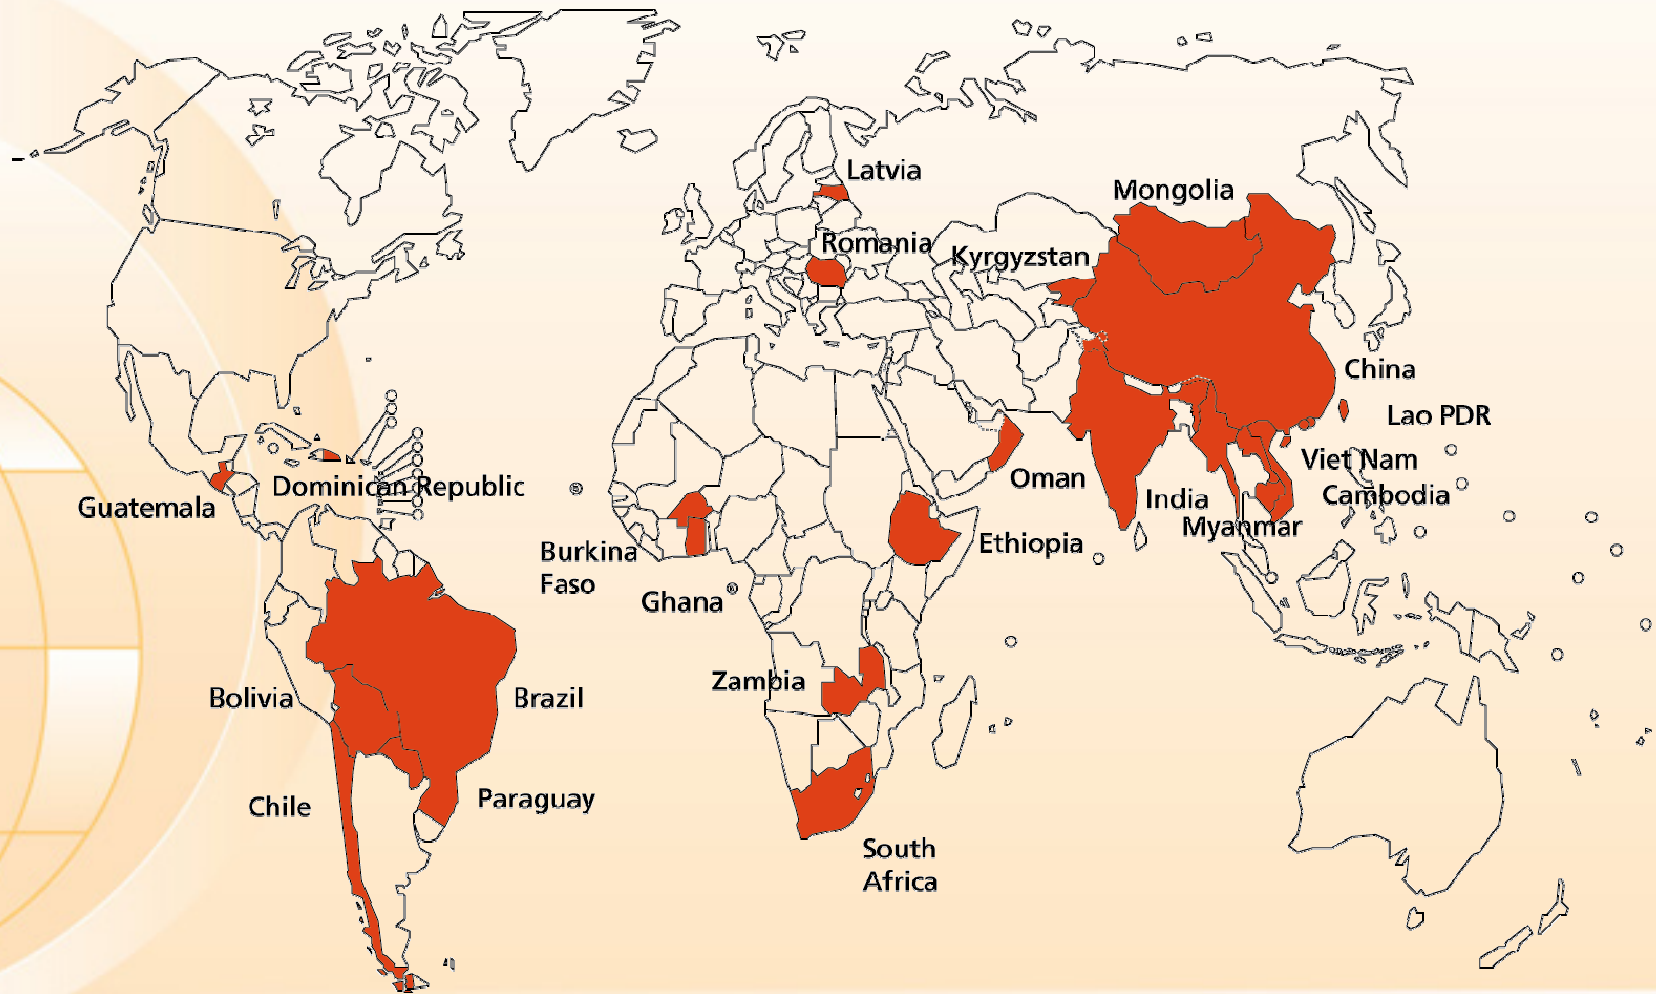 Latvia
Mongolia
Romania
Kyrgyzstan
China
Lao PDR
Viet Nam
Cambodia
Oman
India
Myanmar
Guatemala
Dominican Republic
Burkina
Faso
Ethiopia
Ghana
Zambia
Bolivia
Brazil
Chile
Paraguay
South
Africa